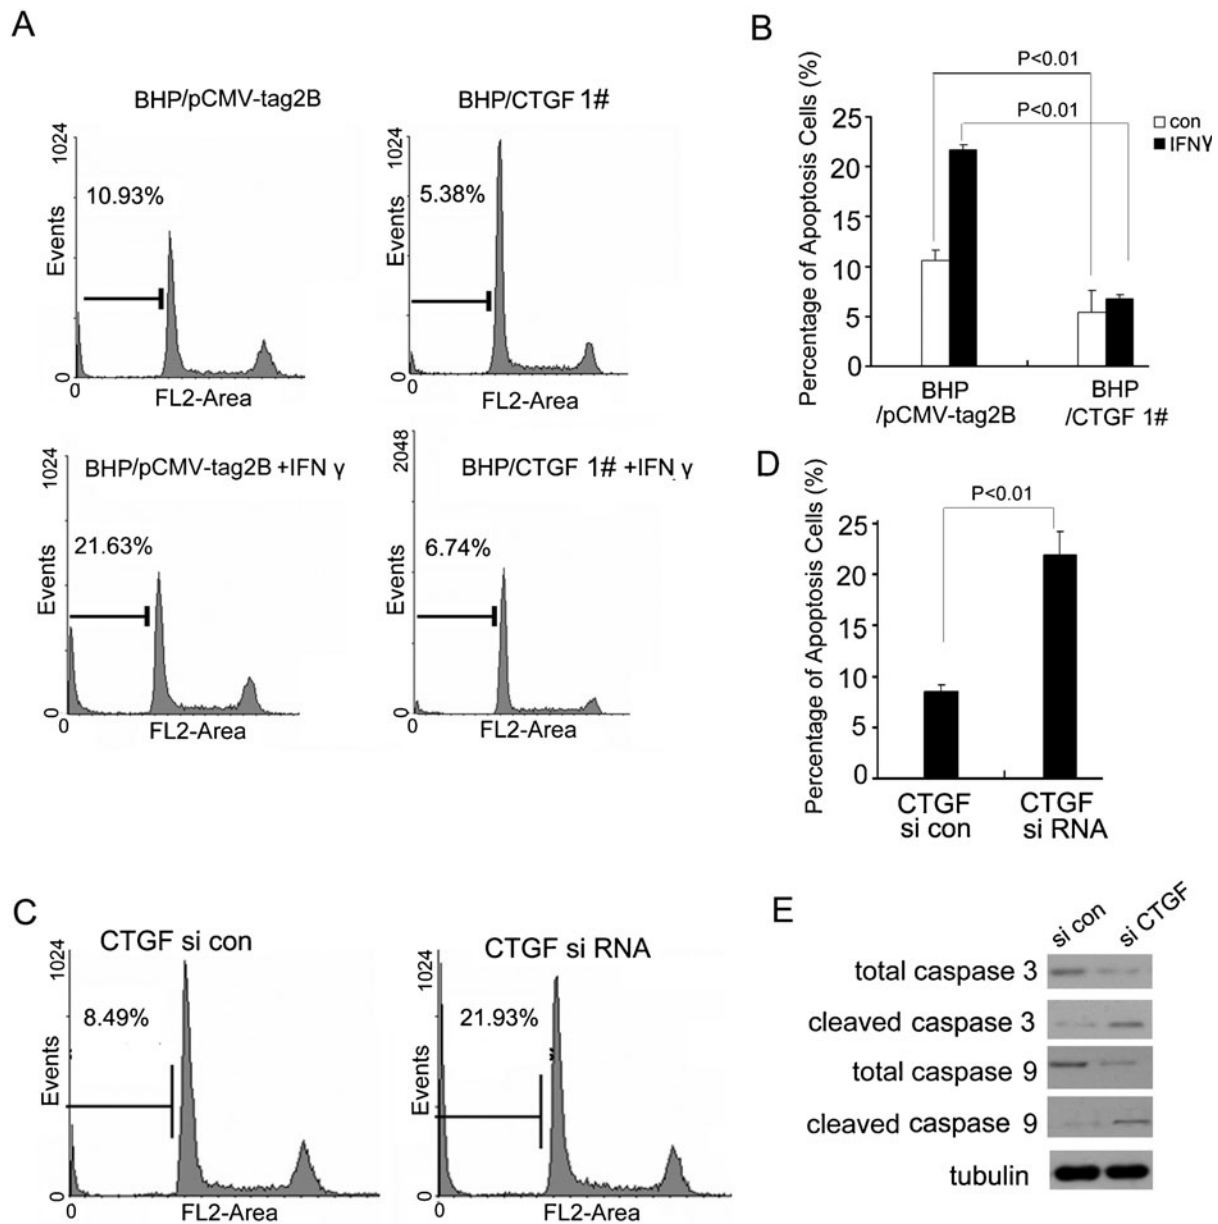 A
BHP/pCMV-tag2B
1024
10.93%
Events
0
0
FL2-Area
BHP/CTGF 1#
1024
5.38%
Events
0
0
FL2-Area
BHP/pCMV-tag2B +IFN γ
1024
21.63%
Events
0
0
FL2-Area
BHP/CTGF 1# +IFN γ
2048
6.74%
Events
0
0
FL2-Area
B
P<0.01
P<0.01
con
IFNγ
Percentage of Apoptosis Cells (%)
25
20
15
10
5
0
BHP
/pCMV-tag2B
BHP
/CTGF 1#
D
P<0.01
Percentage of Apoptosis Cells (%)
25
20
15
10
5
0
CTGF
si con
CTGF
si RNA
C
CTGF si con
1024
8.49%
Events
0
0
FL2-Area
CTGF si RNA
1024
21.93%
Events
0
0
FL2-Area
E
si con
si CTGF
total caspase 3
cleaved caspase 3
total caspase 9
cleaved caspase 9
tubulin